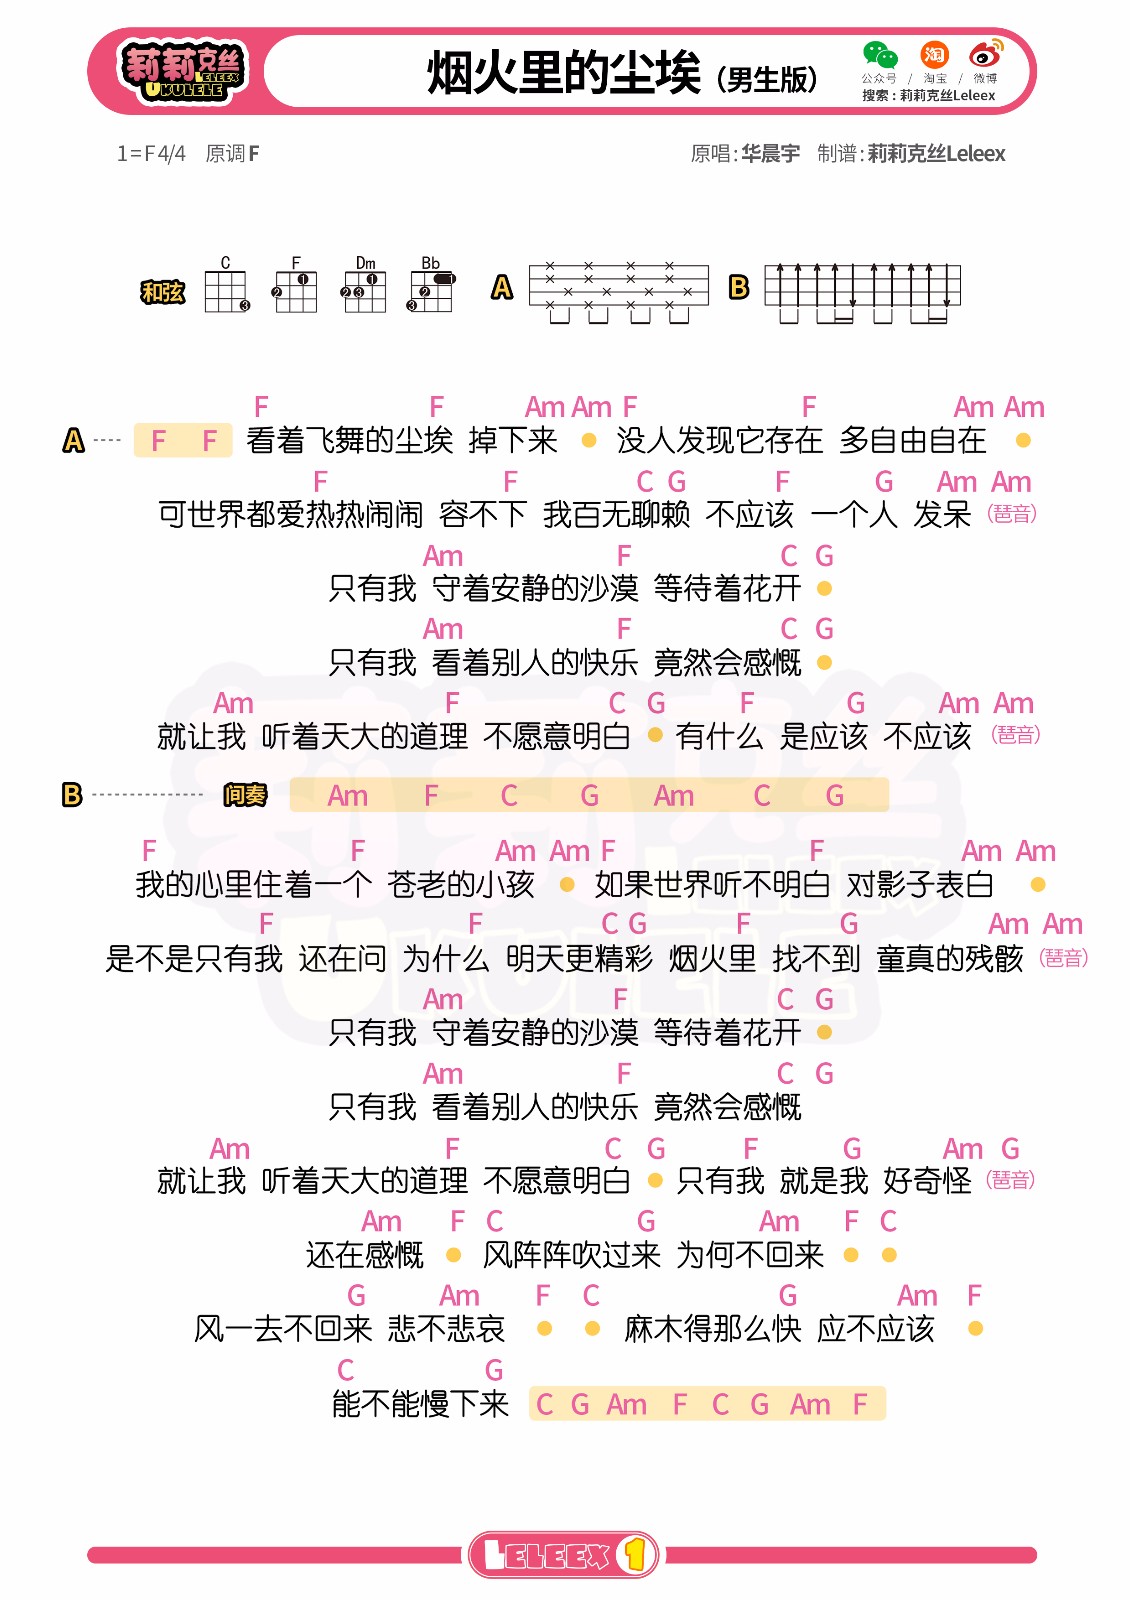 莉莉克丝 LELEEX UKULELE
烟火里的尘埃（男生版）
公众号 / 淘宝 / 微博
搜索：莉莉克丝Leleex
1=F 4/4 原调F
原唱：华晨宇 制谱：莉莉克丝Leleex
和弦 C F Dm Bb A B
F F Am Am F F Am Am
A F F 看着飞舞的尘埃 掉下来 没人发现它存在 多自由自在
F F C G F G Am Am
可世界都爱热热闹闹 容不下 我百无聊赖 不应该 一个人 发呆（琶音）
Am F C G
只有我 守着安静的沙漠 等待着花开
Am F C G
只有我 看着别人的快乐 竟然会感慨
Am F C G F G Am Am
就让我 听着天大的道理 不愿意明白 有什么 是应该 不应该（琶音）
B 间奏 Am F C G Am C G
F F Am Am F F Am Am
我的心里住着一个 苍老的小孩 如果世界听不明白 对影子表白
F F C G F G Am Am
是不是只有我 还在问 为什么 明天更精彩 烟火里 找不到 童真的残骸（琶音）
Am F C G
只有我 守着安静的沙漠 等待着花开
Am F C G
只有我 看着别人的快乐 竟然会感慨
Am F C G F G Am G
就让我 听着天大的道理 不愿意明白 只有我 就是我 好奇怪（琶音）
Am F C G Am F C
还在感慨 风阵阵吹过来 为何不回来
G Am F C G Am F
风一去不回来 悲不悲哀 麻木得那么快 应不应该
C G
能不能慢下来 C G Am F C G Am F
LELEEX 1